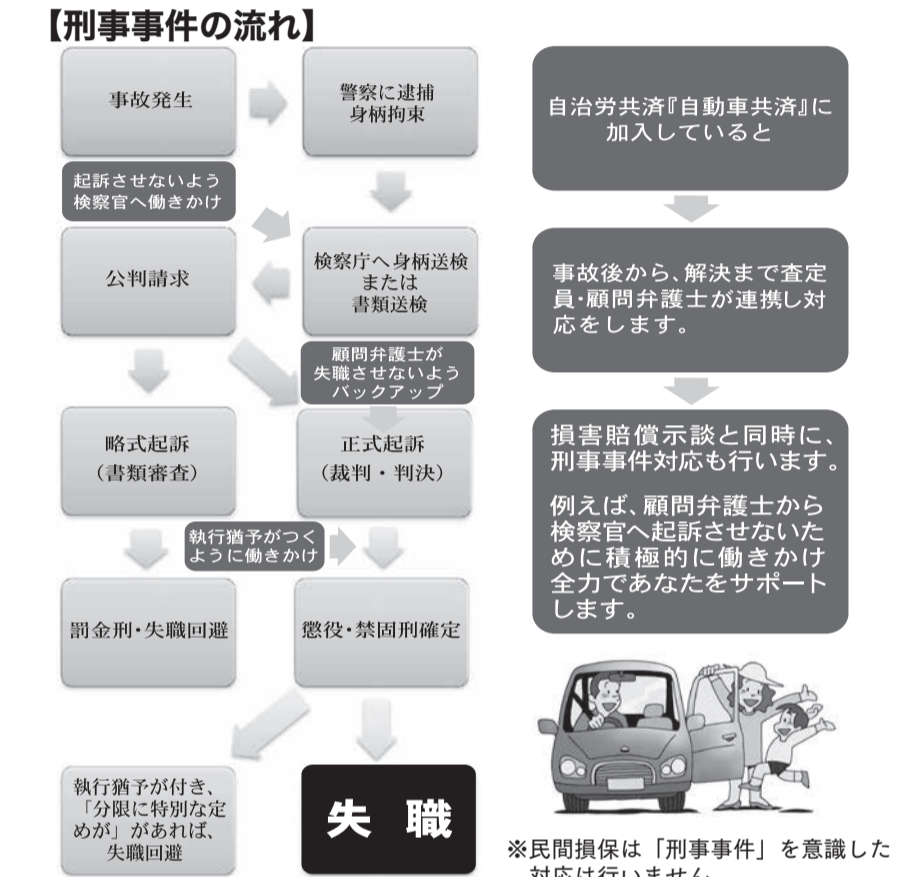 【刑事事件の流れ】
事故発生
警察に逮捕
身柄拘束
起訴させないよう
検察官へ働きかけ
公判請求
検察庁へ身柄送検
または
書類送検
顧問弁護士が
失職させないよう
バックアップ
略式起訴
（書類審査）
正式起訴
（裁判・判決）
執行猶予がつく
ように働きかけ
罰金刑・失職回避
懲役・禁固刑確定
執行猶予が付き、
「分限に特別な定
めが」があれば、
失職回避
失 職
自治労共済『自動車共済』に
加入していると
事故後から、解決まで査定
員・顧問弁護士が連携し対
応をします。
損害賠償示談と同時に、
刑事事件対応も行います。
例えば、顧問弁護士から
検察官へ起訴させないた
めに積極的に働きかけ
全力であなたをサポート
します。
※民間損保は「刑事事件」を意識した
対応は行いません